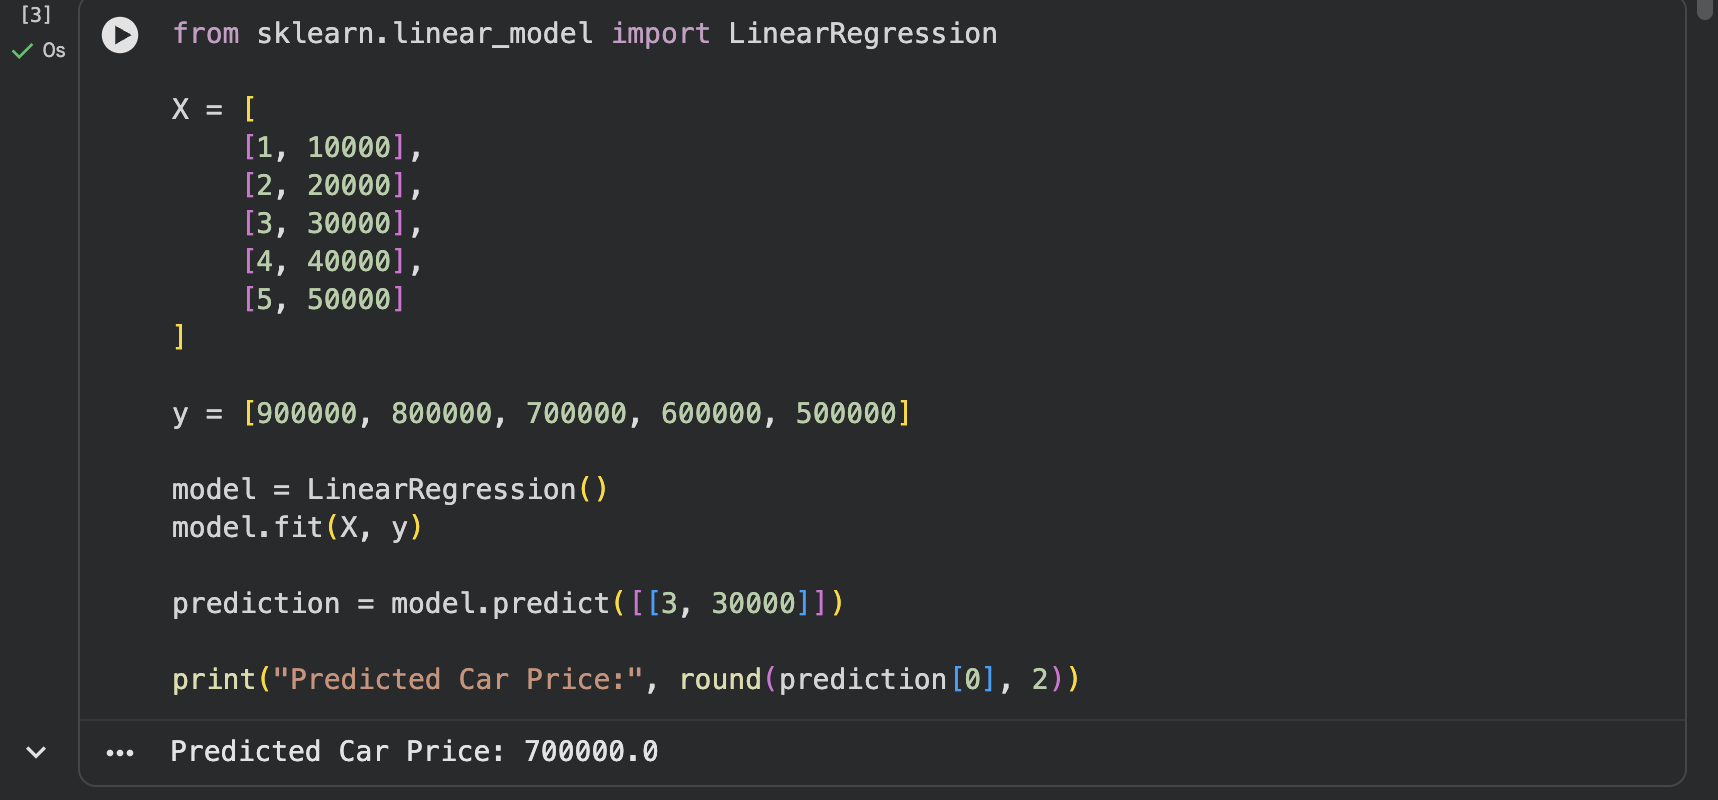 [3]
0s
from sklearn.linear_model import LinearRegression
X = [
    [1, 10000],
    [2, 20000],
    [3, 30000],
    [4, 40000],
    [5, 50000]
]
y = [900000, 800000, 700000, 600000, 500000]
model = LinearRegression()
model.fit(X, y)
prediction = model.predict([[3, 30000]])
print("Predicted Car Price:", round(prediction[0], 2))
Predicted Car Price: 700000.0